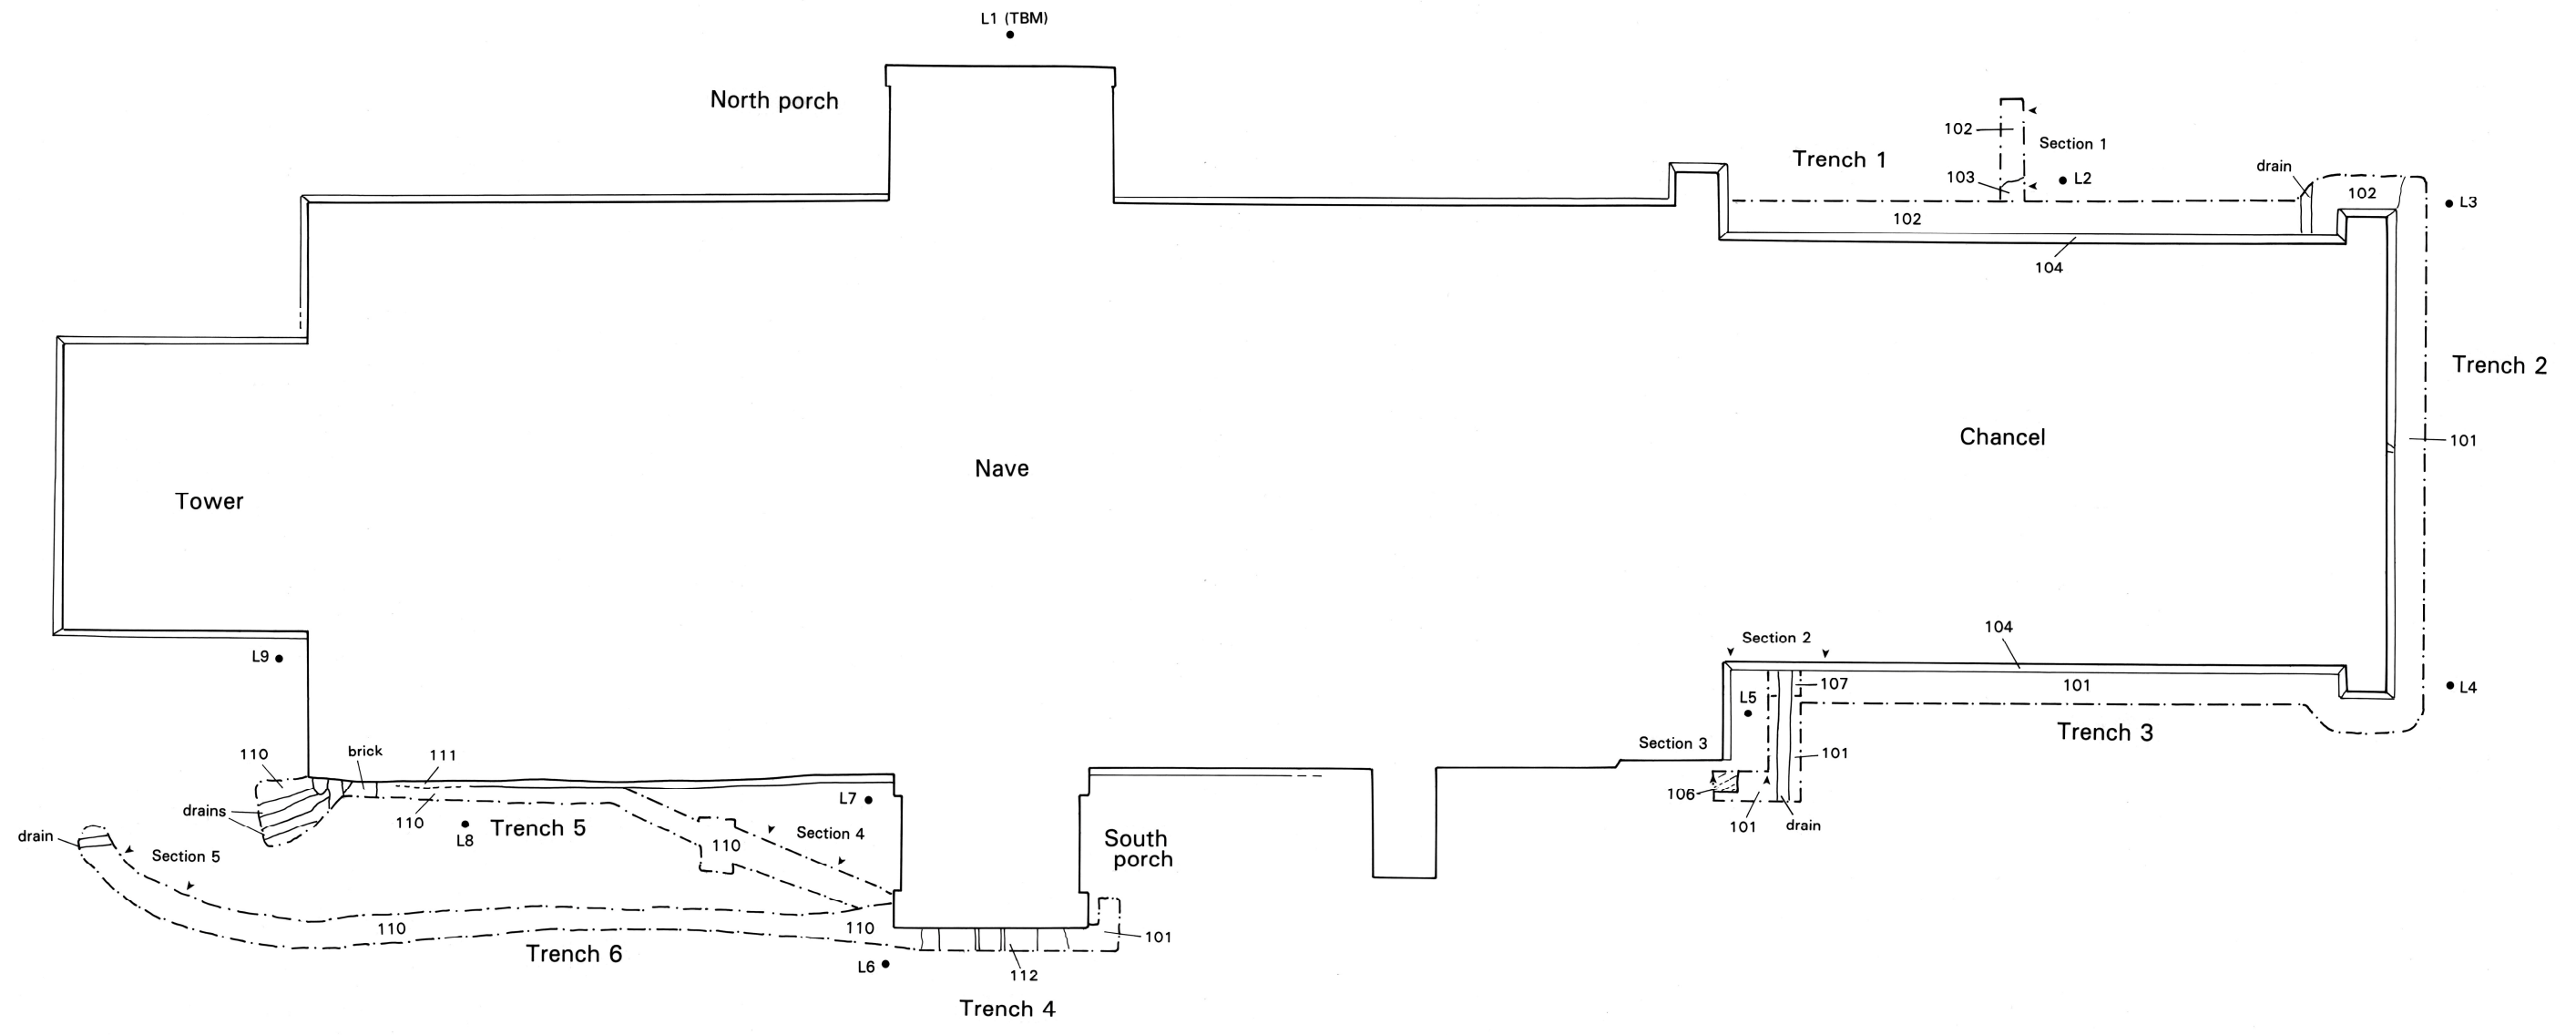 L1 (TBM)
North porch
102
Section 1
Trench 1
drain
103
L2
102
L3
102
104
Trench 2
Chancel
101
Nave
Tower
104
Section 2
L9
107
101
L4
L5
Trench 3
Section 3
110
brick
111
101
106
L7
drains
110
L8
Trench 5
Section 4
101
drain
drain
110
South
porch
Section 5
110
110
101
Trench 6
L6
112
Trench 4